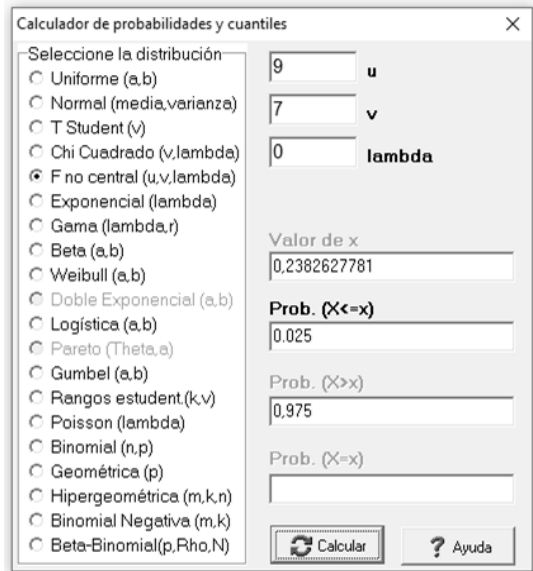 Calculador de probabilidades y cuantiles
Seleccione la distribución
Uniforme (a,b)
Normal (media,varianza)
T Student (v)
Chi Cuadrado (v,lambda)
F no central (u,v,lambda)
Exponencial (lambda)
Gama (lambda,r)
Beta (a,b)
Weibull (a,b)
Doble Exponencial (a,b)
Logística (a,b)
Pareto (Theta,a)
Gumbel (a,b)
Rangos estudent.(k,v)
Poisson (lambda)
Binomial (n,p)
Geométrica (p)
Hipergeométrica (m,k,n)
Binomial Negativa (m,k)
Beta-Binomial(p,Rho,N)
9 u
7 v
0 lambda
Valor de x
0,2382627781
Prob. (X<=x)
0.025
Prob. (X>x)
0,975
Prob. (X=x)
Calcular
? Ayuda